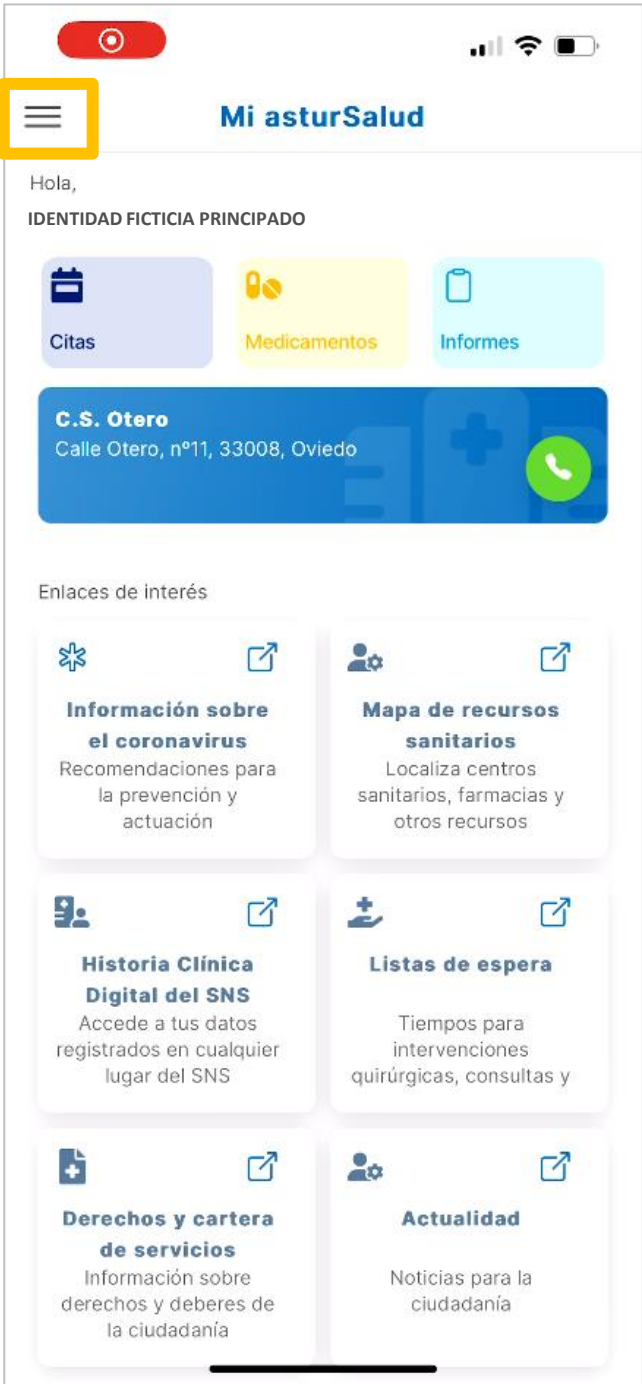 Mi asturSalud
Hola,
IDENTIDAD FICTICIA PRINCIPADO
Citas
Medicamentos
Informes
C.S. Otero
Calle Otero, nº11, 33008, Oviedo
Enlaces de interés
Información sobre
el coronavirus
Recomendaciones para
la prevención y
actuación
Mapa de recursos
sanitarios
Localiza centros
sanitarios, farmacias y
otros recursos
Historia Clínica
Digital del SNS
Accede a tus datos
registrados en cualquier
lugar del SNS
Listas de espera
Tiempos para
intervenciones
quirúrgicas, consultas y
Derechos y cartera
de servicios
Información sobre
derechos y deberes de
la ciudadanía
Actualidad
Noticias para la
ciudadanía